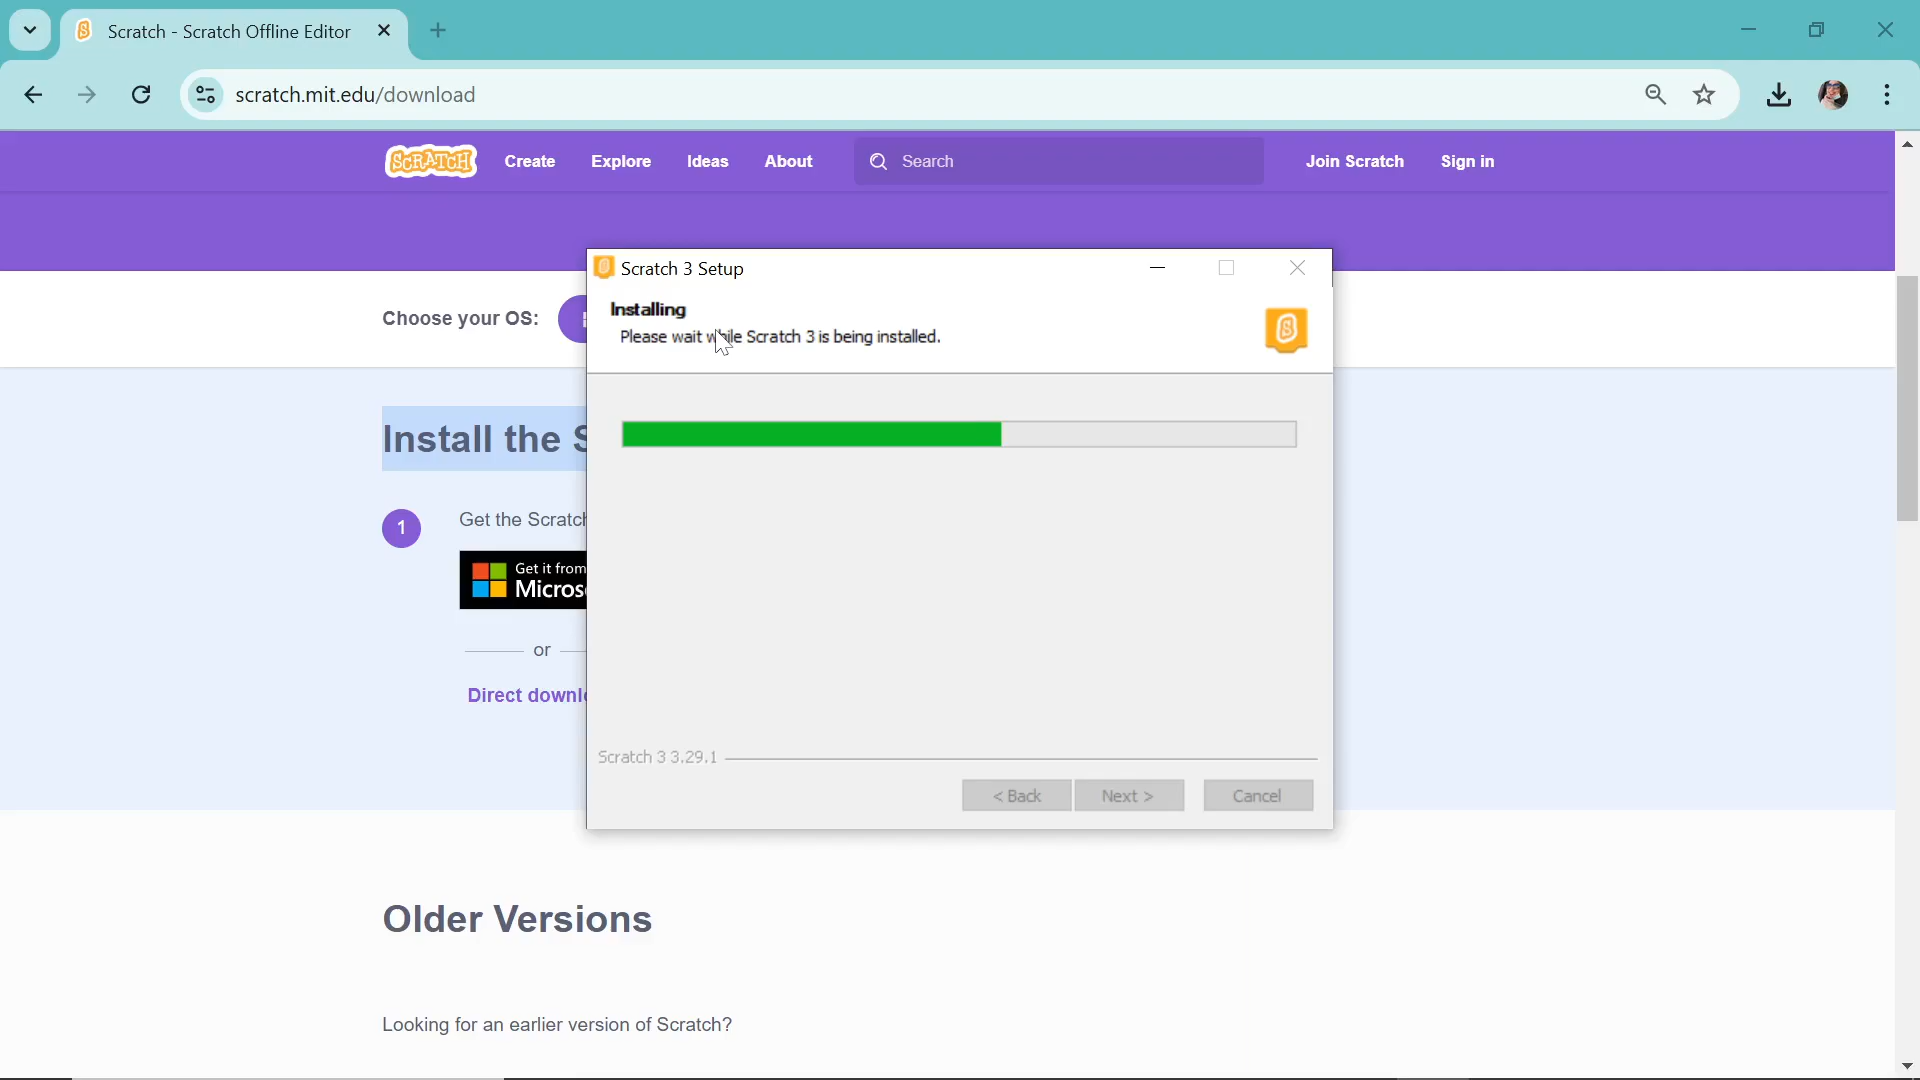 Scratch - Scratch Offline Editor
scratch.mit.edu/download
SCRATCH
Create
Explore
Ideas
About
Search
Join Scratch
Sign in
Choose your OS:
Install the
Get the
1
Get it from
Direct
or
Scratch 3 Setup
Installing
Please wait while Scratch 3 is being installed.
Scratch 3 3.29.1
< Back
Next >
Cancel
Older Versions
Looking for an earlier version of Scratch?